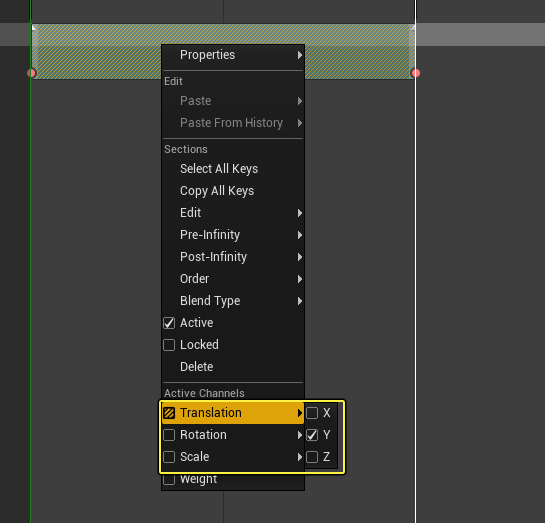 Properties
Edit
Paste
Paste From History
Sections
Select All Keys
Copy All Keys
Edit
Pre-Infinity
Post-Infinity
Order
Blend Type
Active
Locked
Delete
Active Channels
Translation
X
Rotation
Y
Scale
Z
Weight